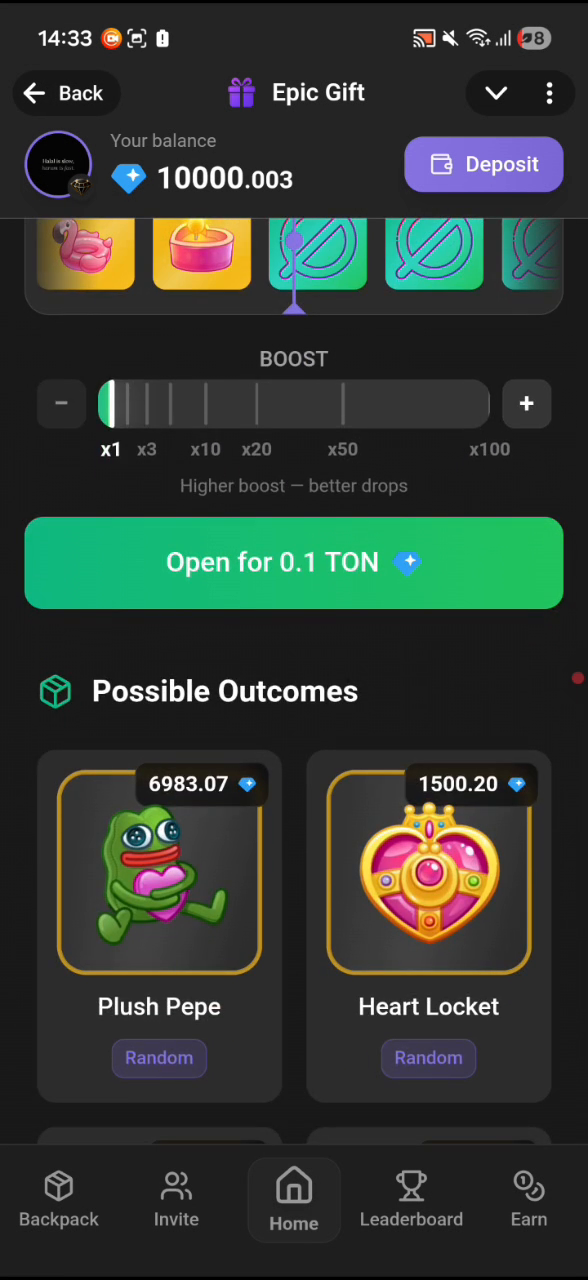 14:33
8
Back
Epic Gift
Your balance
10000.003
Deposit
BOOST
x1 x3 x10 x20 x50 x100
Higher boost — better drops
Open for 0.1 TON
Possible Outcomes
6983.07
1500.20
Plush Pepe
Heart Locket
Random
Random
Backpack
Invite
Home
Leaderboard
Earn